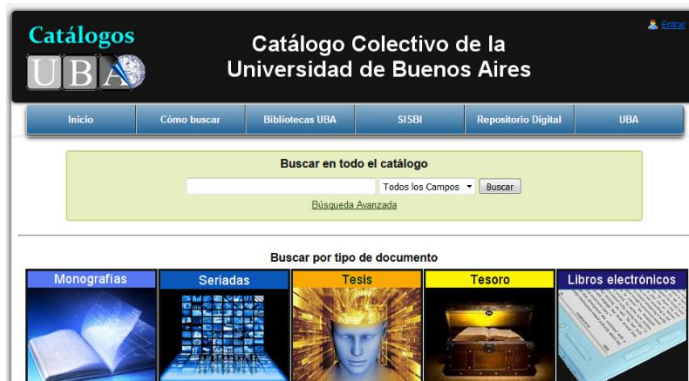 Catálogos
UBA
Catálogo Colectivo de la
Universidad de Buenos Aires
Entrar
Inicio
Cómo buscar
Bibliotecas UBA
SISBI
Repositorio Digital
UBA
Buscar en todo el catálogo
Todos los Campos
Buscar
Búsqueda Avanzada
Buscar por tipo de documento
Monografías
Seriadas
Tesis
Tesoro
Libros electrónicos